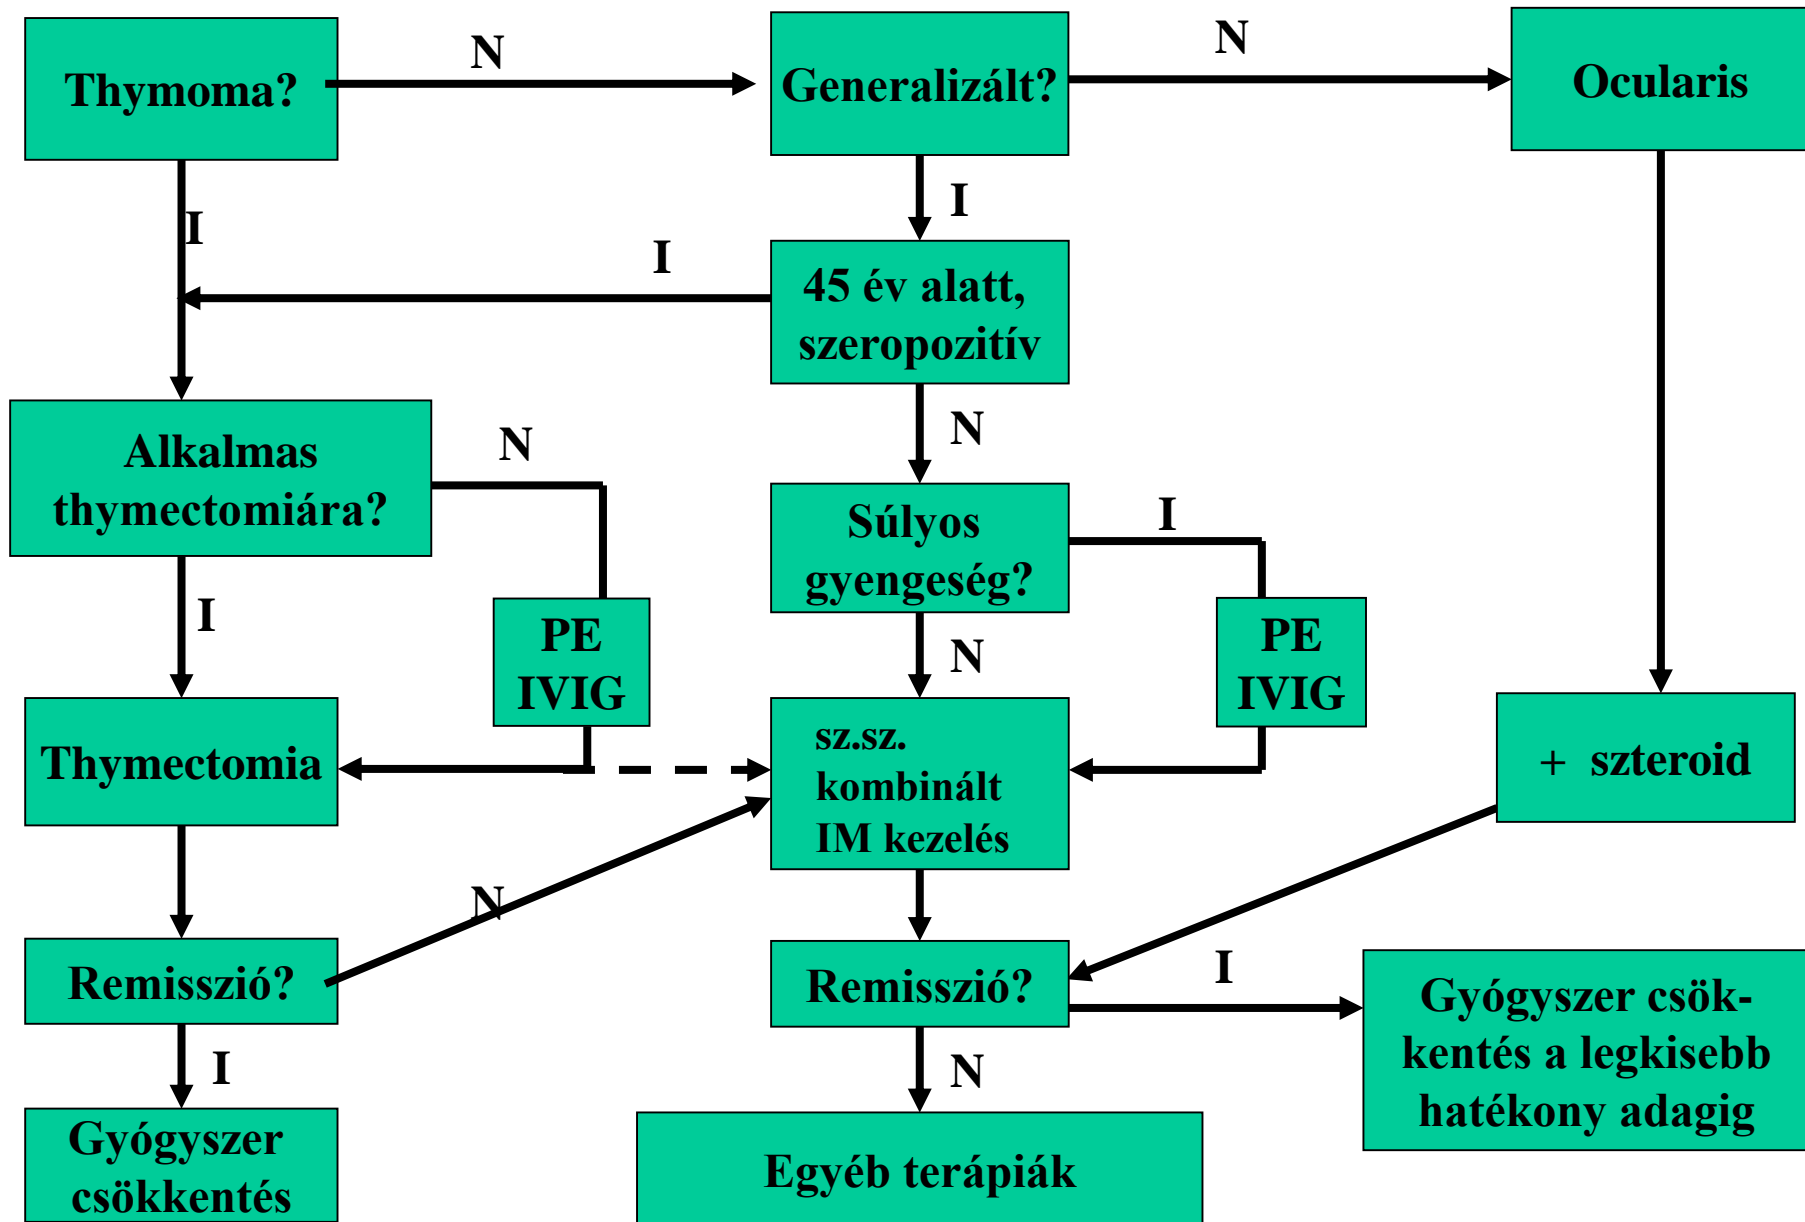 Thymoma?
N
Generalizált?
N
Ocularis
I
I
I
45 év alatt,
szeropozitív
Alkalmas
thymectomiára?
N
N
Súlyos
gyengeség?
I
I
PE
IVIG
N
PE
IVIG
Thymectomia
sz.sz.
kombinált
IM kezelés
+ szteroid
N
Remisszió?
Remisszió?
I
Gyógyszer csök-
kentés a legkisebb
hatékony adagig
I
N
Gyógyszer
csökkentés
Egyéb terápiák